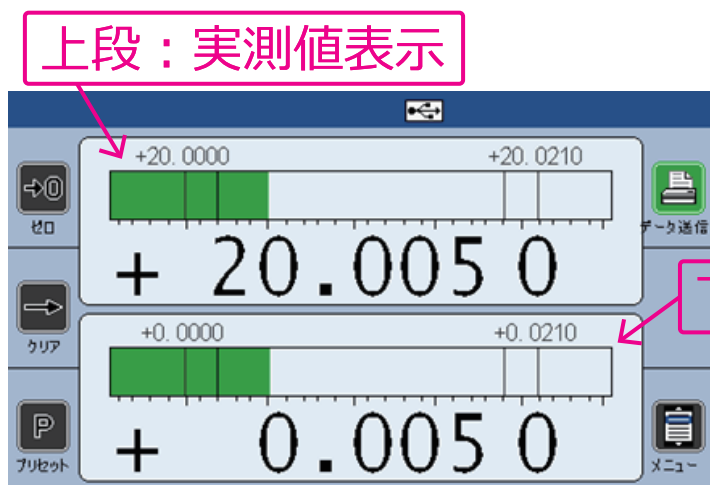 上段：実測値表示
+20.0000 +20.0210
+ 20.0050
ゼロ
データ送信
+0.0000 +0.0210
+ 0.0050
クリア
P
プリセット
メニュー